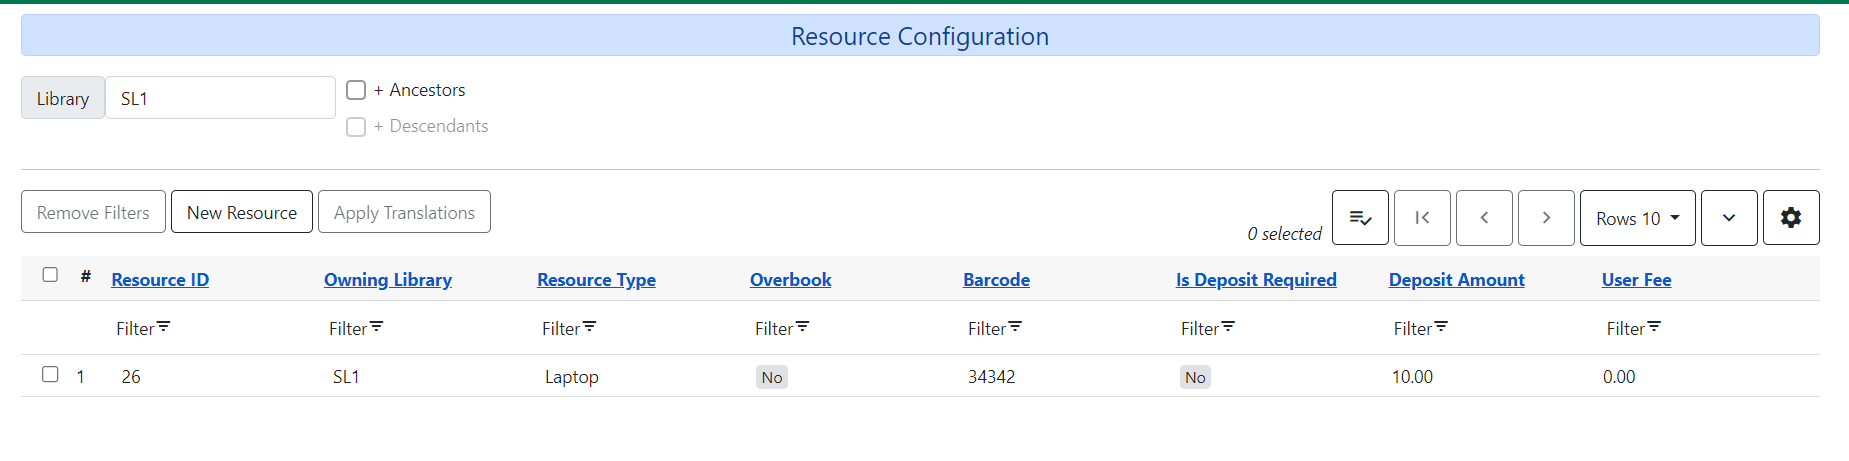 Resource Configuration
Library SL1
+ Ancestors
+ Descendants
Remove Filters New Resource Apply Translations
0 selected Rows 10
# Resource ID Owning Library Resource Type Overbook Barcode Is Deposit Required Deposit Amount User Fee
Filter Filter Filter Filter Filter Filter Filter Filter
1 26 SL1 Laptop No 34342 No 10.00 0.00